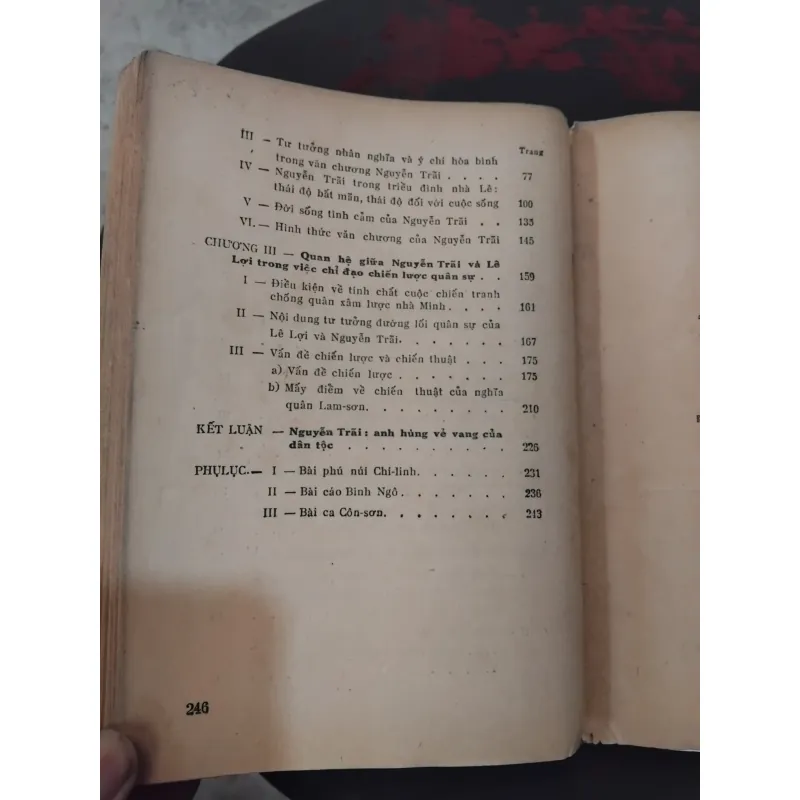 Trang
III — Tư tưởng nhân nghĩa và ý chí hòa bình
trong văn chương Nguyễn Trãi . . . . 77
IV — Nguyễn Trãi trong triều đình nhà Lê:
thái độ bất mãn, thái độ đối với cuộc sống 100
V — Đời sống tình cảm của Nguyễn Trãi . . 135
VI. — Hình thức văn chương của Nguyễn Trãi 145
CHƯƠNG III — Quan hệ giữa Nguyễn Trãi và Lê
Lợi trong việc chỉ đạo chiến lược quân sự . . 159
I — Điều kiện về tính chất cuộc chiến tranh
chống quân xâm lược nhà Minh. . . . 161
II — Nội dung tư tưởng đường lối quân sự của
Lê Lợi và Nguyễn Trãi. . . . . . 167
III — Vấn đề chiến lược và chiến thuật . . . 175
a) Vấn đề chiến lược . . . . . . 175
b) Mấy điểm về chiến thuật của nghĩa
quân Lam-sơn. . . . . . . . . 210
KẾT LUẬN — Nguyễn Trãi : anh hùng vẻ vang của
dân tộc . . . . . . . . . . 226
PHỤ LỤC. — I — Bài phú núi Chí-linh. . . . . . 231
II — Bài cáo Bình Ngô . . . . . . . 236
III — Bài ca Côn-sơn. . . . . . . . 243
246